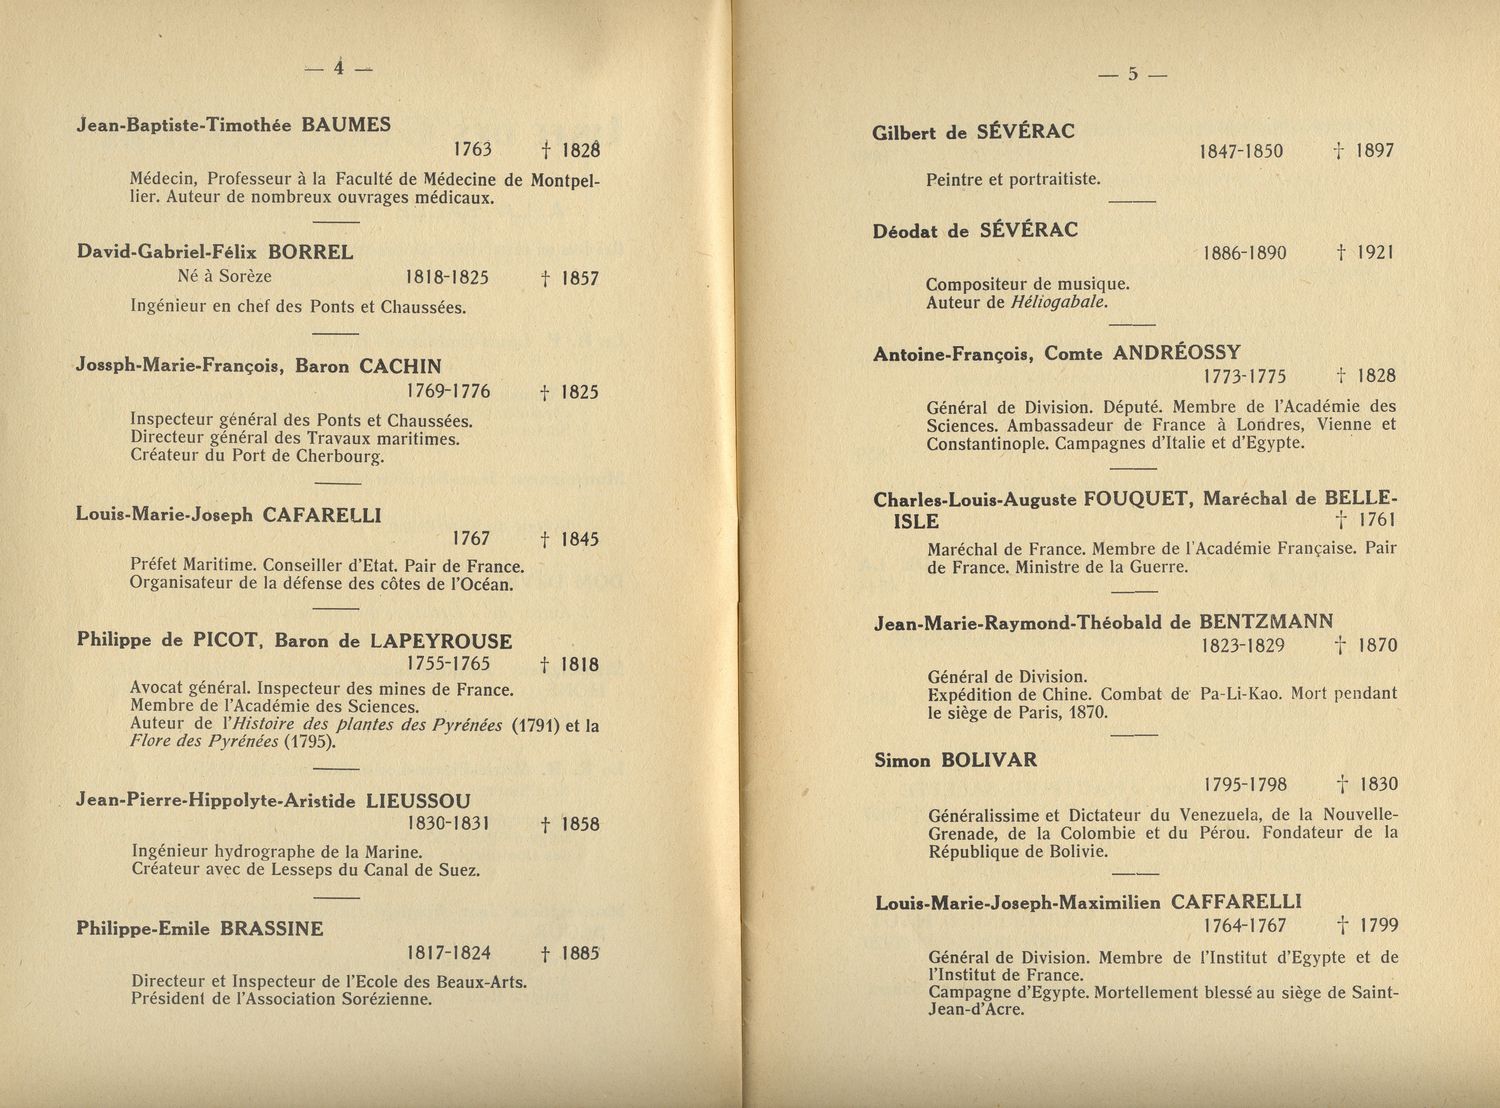 — 4 —
Jean-Baptiste-Timothée BAUMES
1763 † 1828
Médecin, Professeur à la Faculté de Médecine de Montpel-
lier. Auteur de nombreux ouvrages médicaux.
David-Gabriel-Félix BORREL
Né à Sorèze 1818-1825 † 1857
Ingénieur en chef des Ponts et Chaussées.
Jossph-Marie-François, Baron CACHIN
1769-1776 † 1825
Inspecteur général des Ponts et Chaussées.
Directeur général des Travaux maritimes.
Créateur du Port de Cherbourg.
Louis-Marie-Joseph CAFARELLI
1767 † 1845
Préfet Maritime. Conseiller d'Etat. Pair de France.
Organisateur de la défense des côtes de l'Océan.
Philippe de PICOT, Baron de LAPEYROUSE
1755-1765 † 1818
Avocat général. Inspecteur des mines de France.
Membre de l'Académie des Sciences.
Auteur de l'Histoire des plantes des Pyrénées (1791) et la
Flore des Pyrénées (1795).
Jean-Pierre-Hippolyte-Aristide LIEUSSOU
1830-1831 † 1858
Ingénieur hydrographe de la Marine.
Créateur avec de Lesseps du Canal de Suez.
Philippe-Emile BRASSINE
1817-1824 † 1885
Directeur et Inspecteur de l'Ecole des Beaux-Arts.
Président de l'Association Sorézienne.
— 5 —
Gilbert de SÉVÉRAC
1847-1850 † 1897
Peintre et portraitiste.
Déodat de SÉVÉRAC
1886-1890 † 1921
Compositeur de musique.
Auteur de Héliogabale.
Antoine-François, Comte ANDRÉOSSY
1773-1775 † 1828
Général de Division. Député. Membre de l'Académie des
Sciences. Ambassadeur de France à Londres, Vienne et
Constantinople. Campagnes d'Italie et d'Egypte.
Charles-Louis-Auguste FOUQUET, Maréchal de BELLE-
ISLE † 1761
Maréchal de France. Membre de l'Académie Française. Pair
de France. Ministre de la Guerre.
Jean-Marie-Raymond-Théobald de BENTZMANN
1823-1829 † 1870
Général de Division.
Expédition de Chine. Combat de Pa-Li-Kao. Mort pendant
le siège de Paris, 1870.
Simon BOLIVAR
1795-1798 † 1830
Généralissime et Dictateur du Venezuela, de la Nouvelle-
Grenade, de la Colombie et du Pérou. Fondateur de la
République de Bolivie.
Louis-Marie-Joseph-Maximilien CAFFARELLI
1764-1767 † 1799
Général de Division. Membre de l'Institut d'Egypte et de
l'Institut de France.
Campagne d'Egypte. Mortellement blessé au siège de Saint-
Jean-d'Acre.